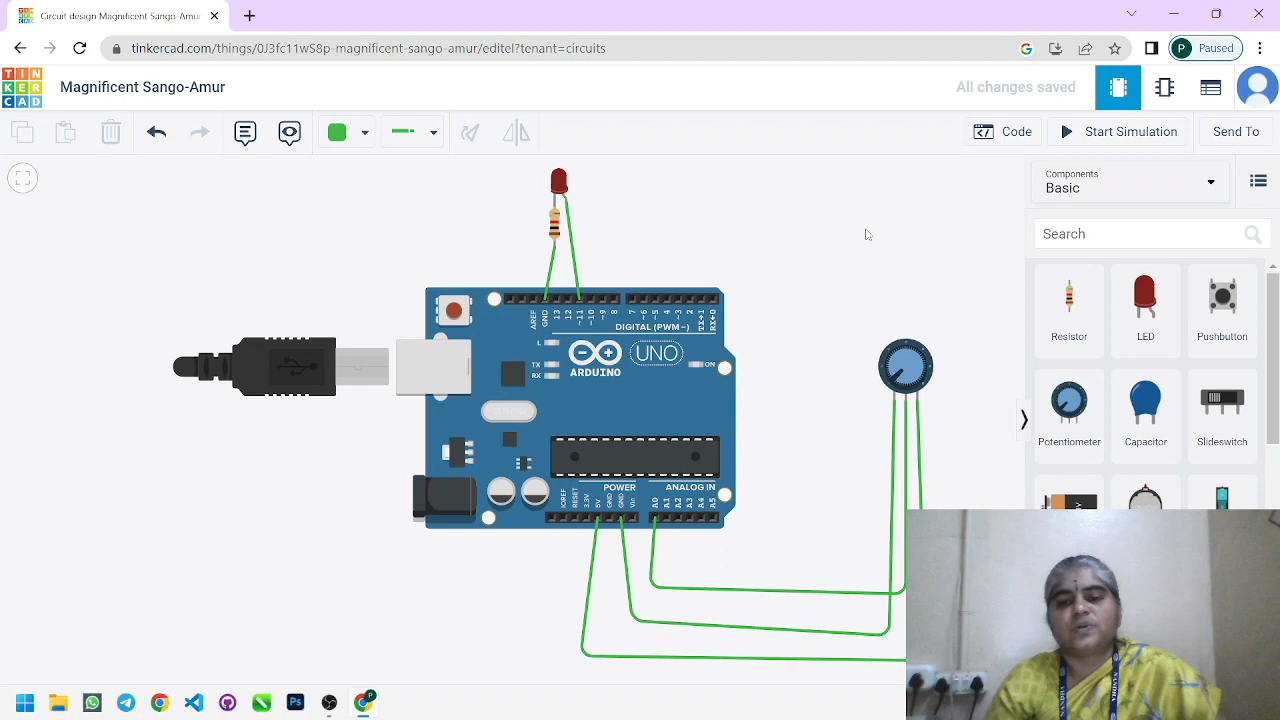 Circuit design Magnificent Sango-Amur
tinkercad.com/things/0J3fc11wS8p-magnificent-sango-amur/editel?tenant=circuits
P Paused
TIN
KER
CAD
Magnificent Sango-Amur
All changes saved
Code
Start Simulation
Send To
Components
Basic
Search
Resistor
LED
Pushbutton
Potentiometer
Capacitor
Slideswitch
AREF
GND
13
12
~11
~10
~9
8
7
~6
~5
4
~3
2
TX→1
RX←0
DIGITAL (PWM~)
L
TX
RX
ARDUINO
UNO
ON
POWER
ANALOG IN
IOREF
RESET
3.3V
5V
GND
GND
Vin
A0
A1
A2
A3
A4
A5
NANDHA
NANDHA
Ps
P